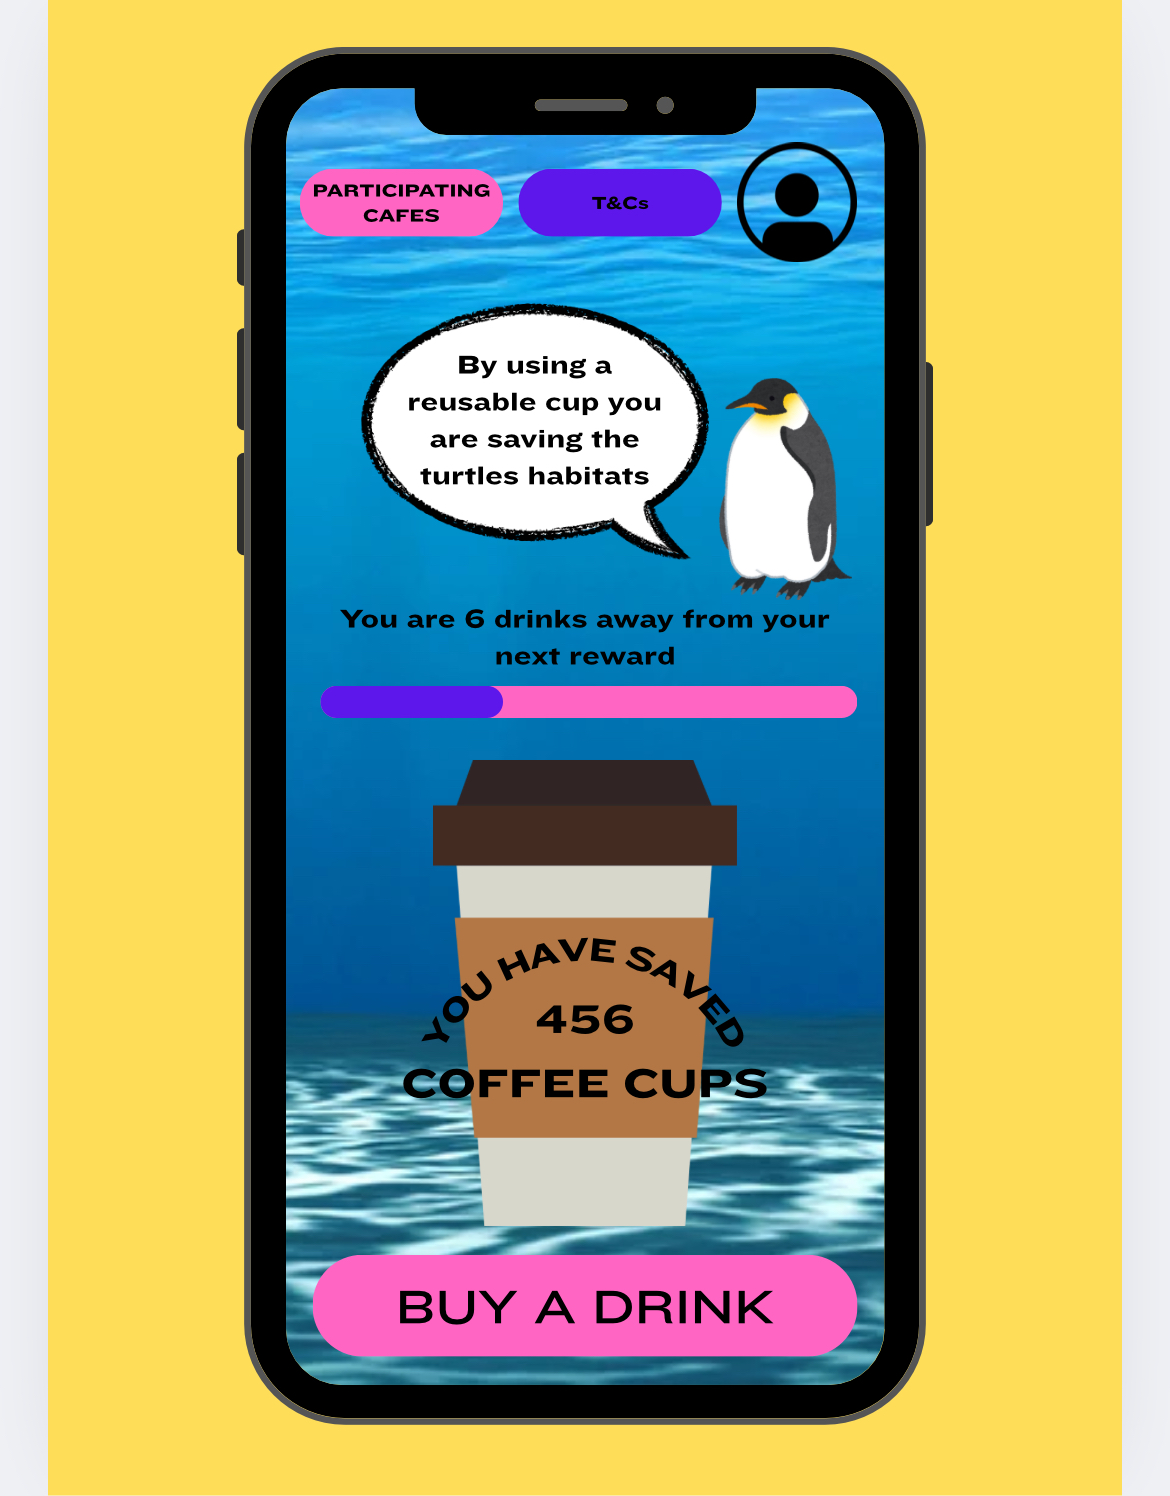 PARTICIPATING
CAFES
T&Cs
By using a
reusable cup you
are saving the
turtles habitats
You are 6 drinks away from your
next reward
YOU HAVE SAVED
456
COFFEE CUPS
BUY A DRINK